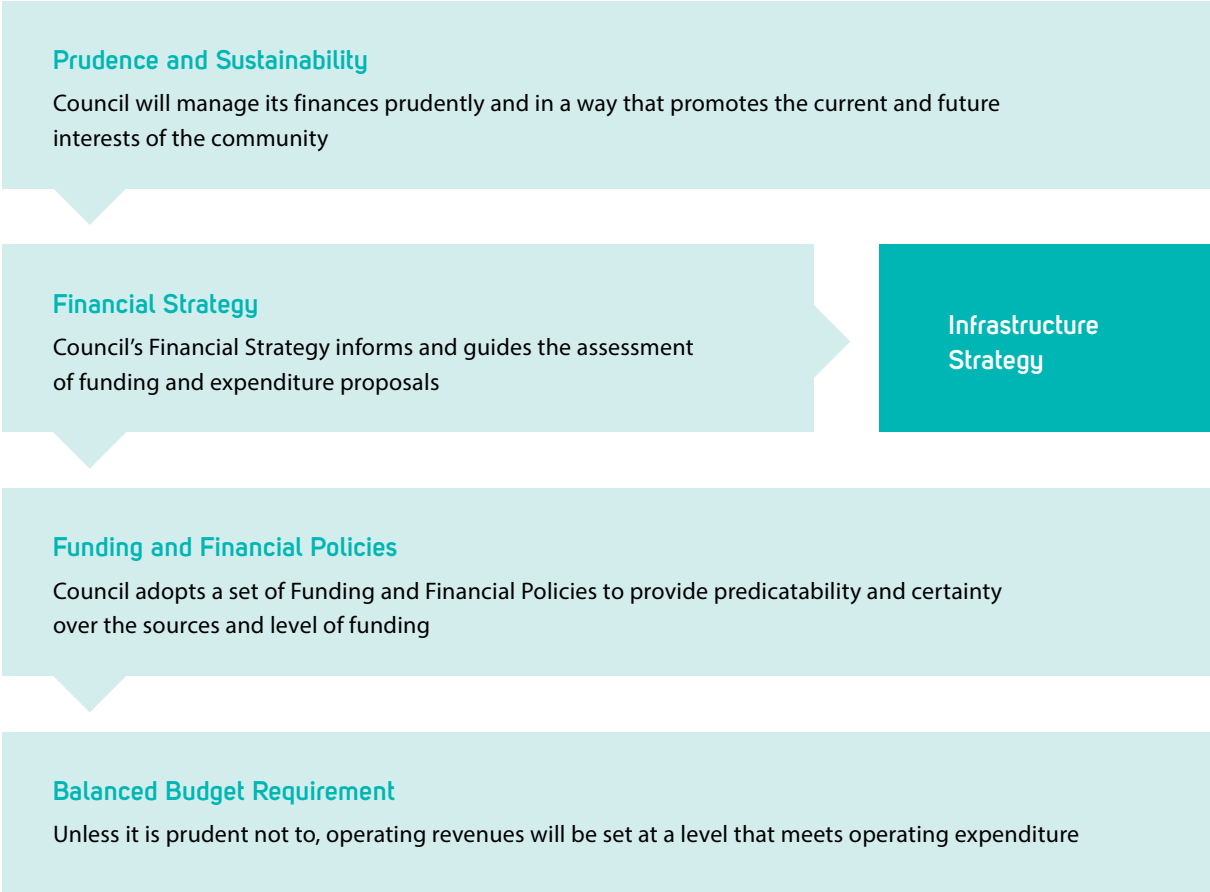 Prudence and Sustainability
Council will manage its finances prudently and in a way that promotes the current and future
interests of the community
Financial Strategy
Council’s Financial Strategy informs and guides the assessment
of funding and expenditure proposals
Infrastructure
Strategy
Funding and Financial Policies
Council adopts a set of Funding and Financial Policies to provide predicatability and certainty
over the sources and level of funding
Balanced Budget Requirement
Unless it is prudent not to, operating revenues will be set at a level that meets operating expenditure